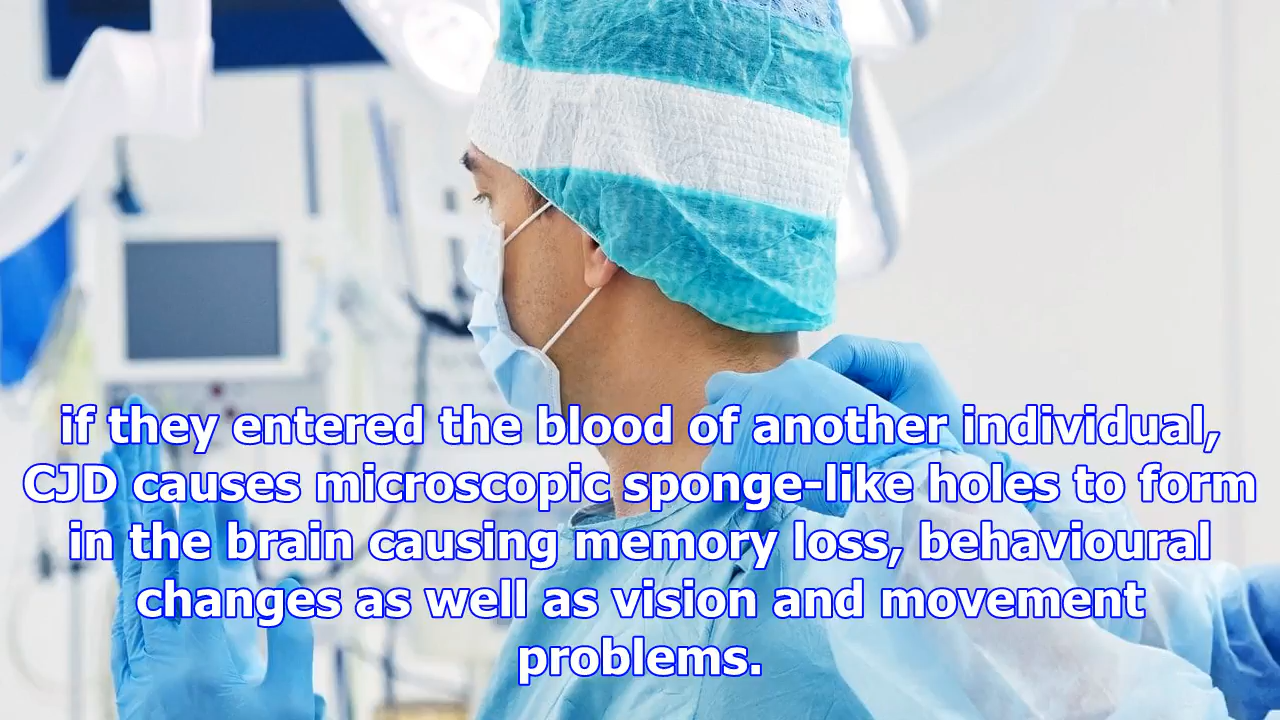 if they entered the blood of another individual,
CJD causes microscopic sponge-like holes to form
in the brain causing memory loss, behavioural
changes as well as vision and movement
problems.